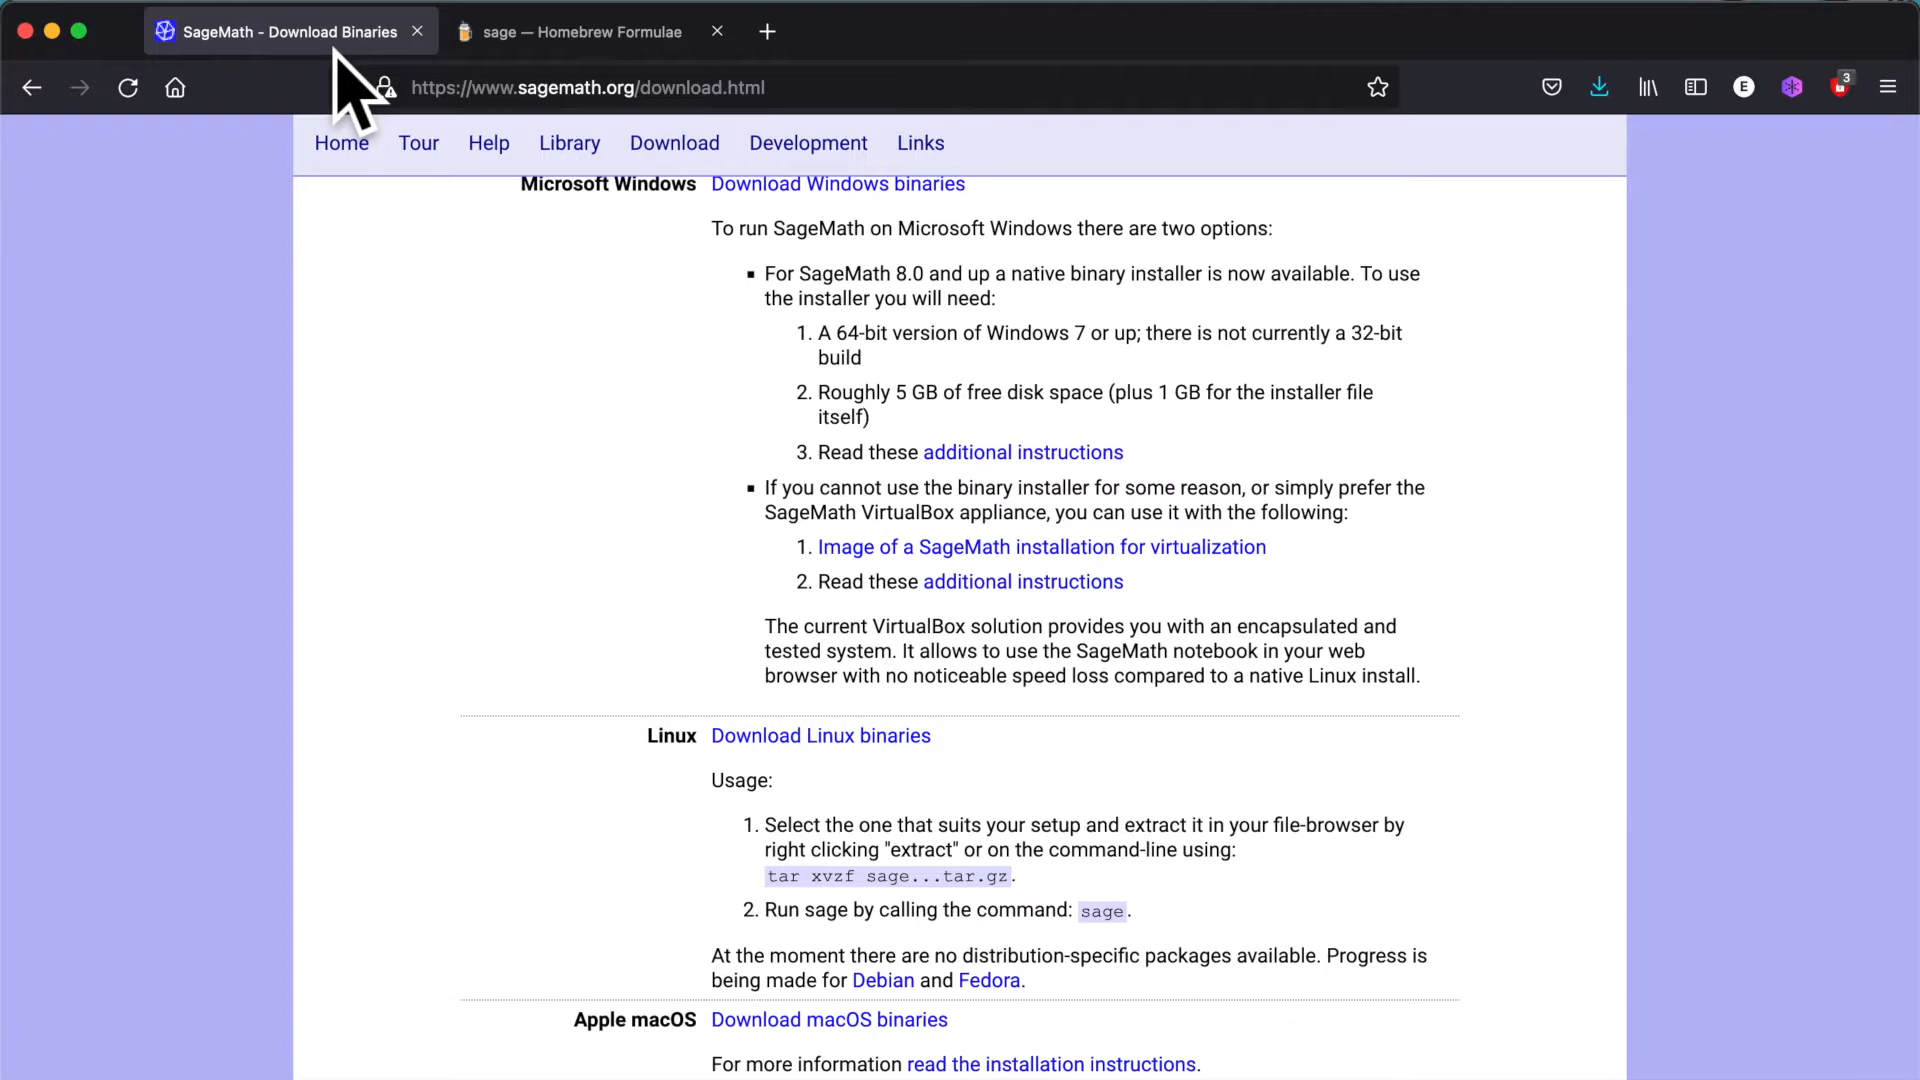 SageMath - Download Binaries
sage — Homebrew Formulae
https://www.sagemath.org/download.html
E
3
Home Tour Help Library Download Development Links
Microsoft Windows Download Windows binaries
To run SageMath on Microsoft Windows there are two options:
▪ For SageMath 8.0 and up a native binary installer is now available. To use
the installer you will need:
1. A 64-bit version of Windows 7 or up; there is not currently a 32-bit
build
2. Roughly 5 GB of free disk space (plus 1 GB for the installer file
itself)
3. Read these additional instructions
▪ If you cannot use the binary installer for some reason, or simply prefer the
SageMath VirtualBox appliance, you can use it with the following:
1. Image of a SageMath installation for virtualization
2. Read these additional instructions
The current VirtualBox solution provides you with an encapsulated and
tested system. It allows to use the SageMath notebook in your web
browser with no noticeable speed loss compared to a native Linux install.
Linux Download Linux binaries
Usage:
1. Select the one that suits your setup and extract it in your file-browser by
right clicking "extract" or on the command-line using:
tar xvzf sage...tar.gz.
2. Run sage by calling the command: sage.
At the moment there are no distribution-specific packages available. Progress is
being made for Debian and Fedora.
Apple macOS Download macOS binaries
For more information read the installation instructions.